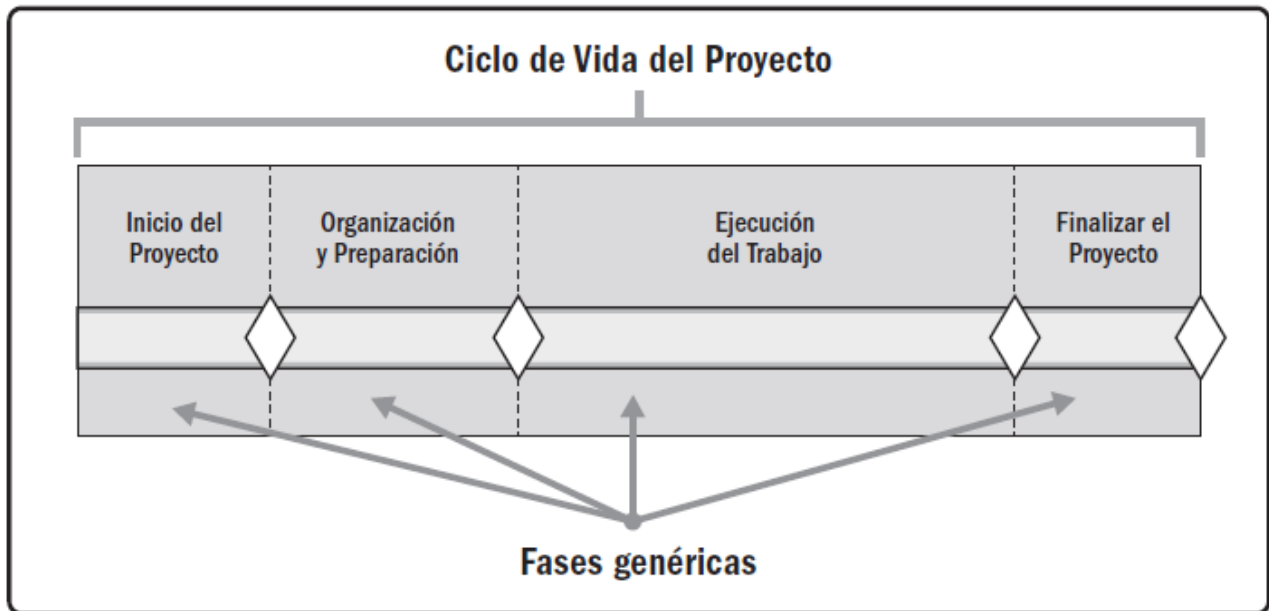 Ciclo de Vida del Proyecto
Inicio del
Proyecto
Organización
y Preparación
Ejecución
del Trabajo
Finalizar el
Proyecto
Fases genéricas